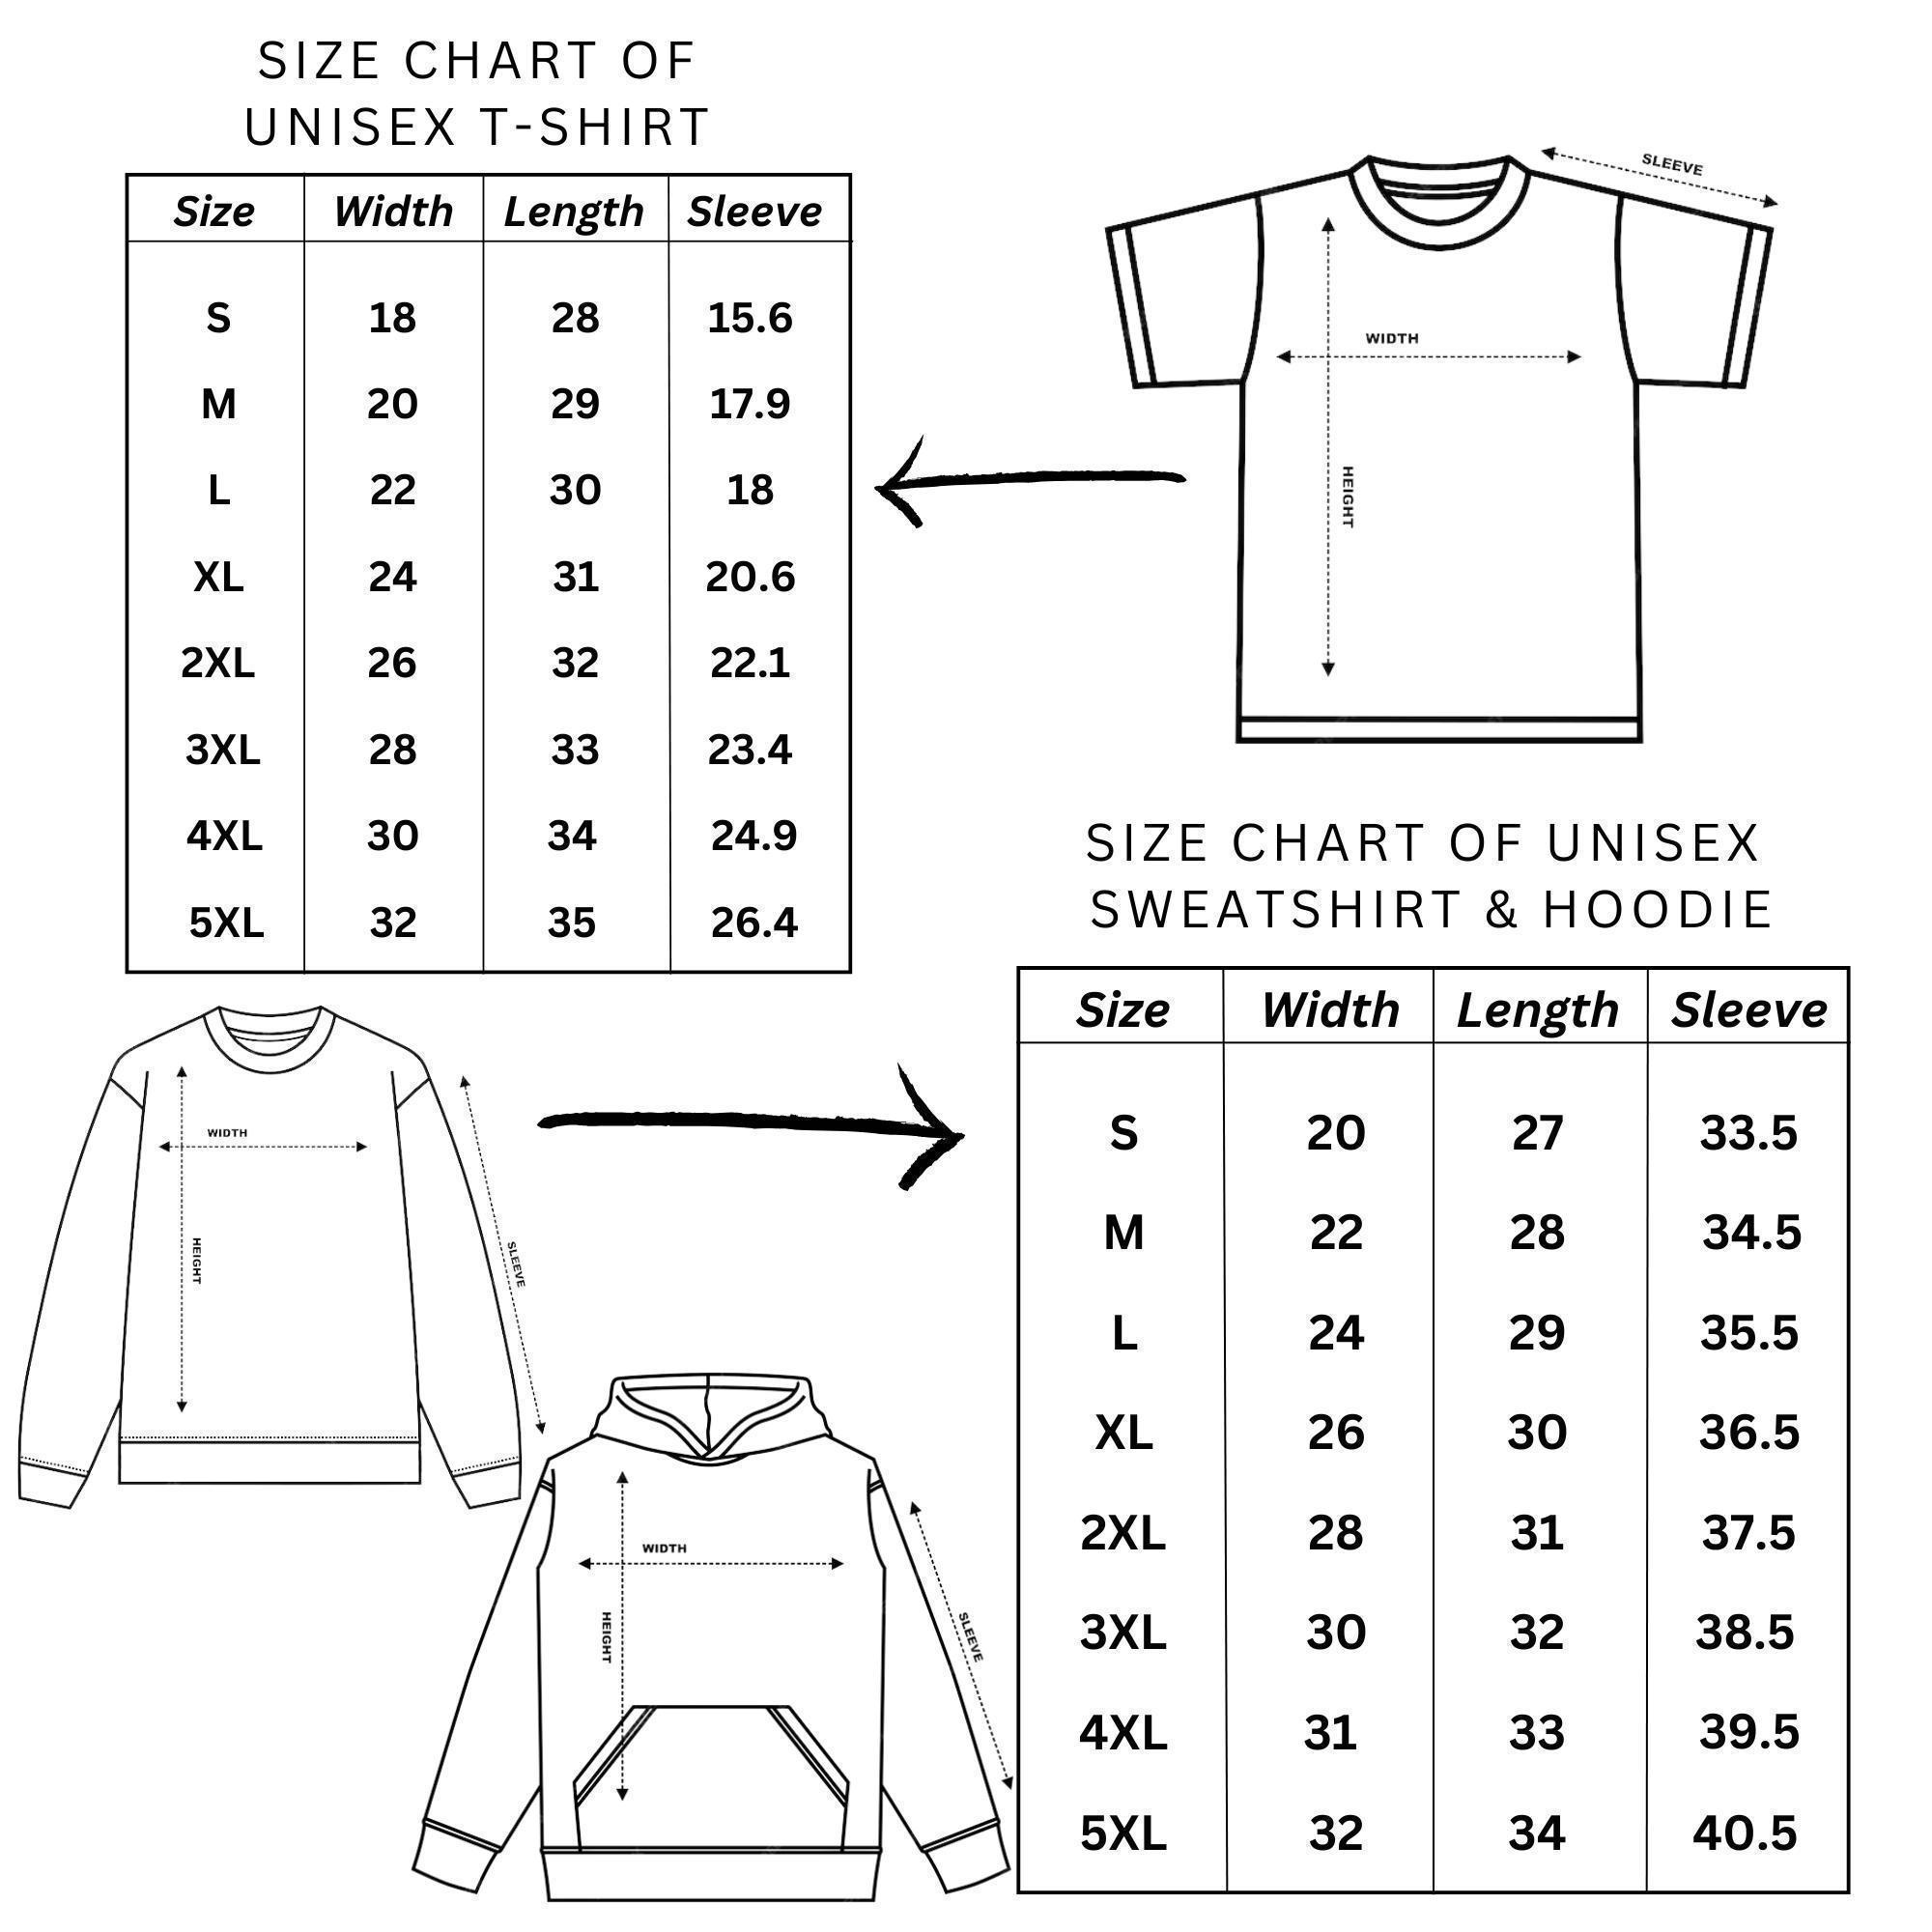 SIZE CHART OF
UNISEX T-SHIRT
Size Width Length Sleeve
S 18 28 15.6
M 20 29 17.9
L 22 30 18
XL 24 31 20.6
2XL 26 32 22.1
3XL 28 33 23.4
4XL 30 34 24.9
5XL 32 35 26.4
SLEEVE
WIDTH
HEIGHT
SIZE CHART OF UNISEX
SWEATSHIRT & HOODIE
Size Width Length Sleeve
S 20 27 33.5
M 22 28 34.5
L 24 29 35.5
XL 26 30 36.5
2XL 28 31 37.5
3XL 30 32 38.5
4XL 31 33 39.5
5XL 32 34 40.5
WIDTH
HEIGHT
SLEEVE
WIDTH
HEIGHT
SLEEVE